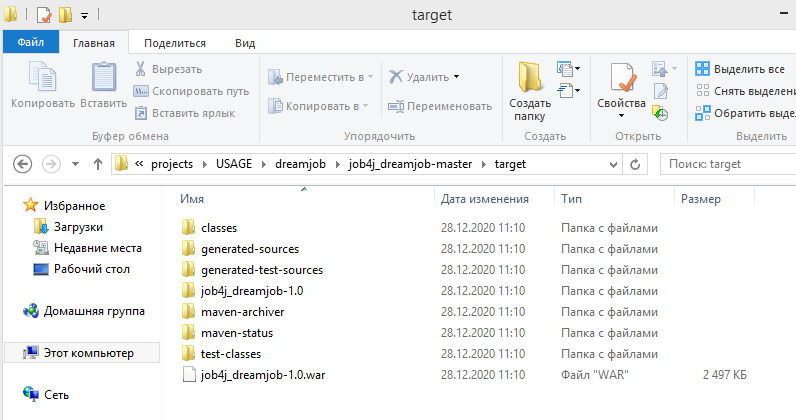 target
Файл Главная Поделиться Вид
Копировать
Вставить
Вырезать
Скопировать путь
Вставить ярлык
Буфер обмена
Переместить в
Копировать в
Удалить
Переименовать
Упорядочить
Создать
папку
Создать
Свойства
Открыть
Выделить все
Снять выделени
Обратить выдел
Выделить
« projects USAGE dreamjob job4j_dreamjob-master target
Поиск: target
Избранное
Загрузки
Недавние места
Рабочий стол
Домашняя группа
Этот компьютер
Сеть
Имя Дата изменения Тип Размер
classes 28.12.2020 11:10 Папка с файлами
generated-sources 28.12.2020 11:10 Папка с файлами
generated-test-sources 28.12.2020 11:10 Папка с файлами
job4j_dreamjob-1.0 28.12.2020 11:10 Папка с файлами
maven-archiver 28.12.2020 11:10 Папка с файлами
maven-status 28.12.2020 11:10 Папка с файлами
test-classes 28.12.2020 11:10 Папка с файлами
job4j_dreamjob-1.0.war 28.12.2020 11:10 Файл "WAR" 2 497 КБ